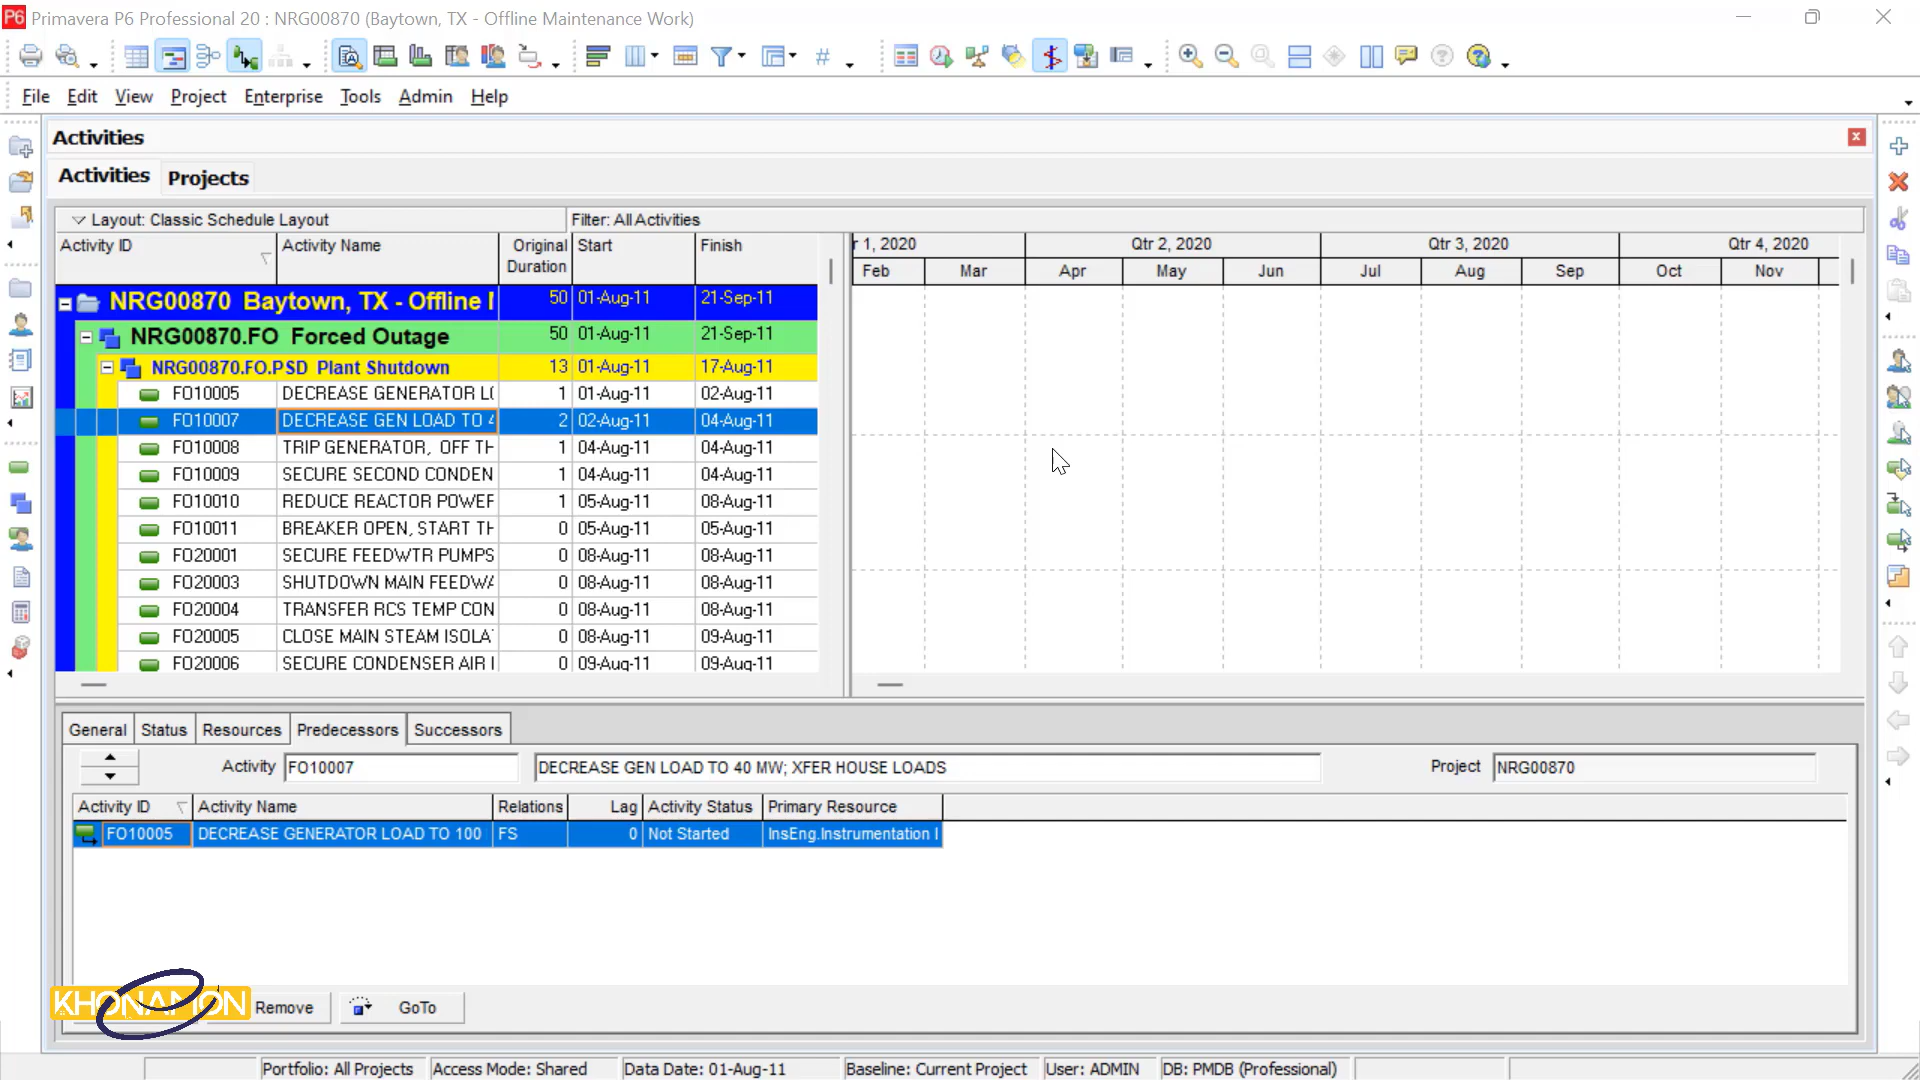 P6 Primavera P6 Professional 20 : NRG00870 (Baytown, TX - Offline Maintenance Work)
File Edit View Project Enterprise Tools Admin Help
Activities
Activities Projects
Layout: Classic Schedule Layout Filter: All Activities
Activity ID Activity Name Original Duration Start Finish
r 1, 2020 Qtr 2, 2020 Qtr 3, 2020 Qtr 4, 2020
Feb Mar Apr May Jun Jul Aug Sep Oct Nov
NRG00870 Baytown, TX - Offline 50 01-Aug-11 21-Sep-11
NRG00870.FO Forced Outage 50 01-Aug-11 21-Sep-11
NRG00870.FO.PSD Plant Shutdown 13 01-Aug-11 17-Aug-11
FO10005 DECREASE GENERATOR 1 01-Aug-11 02-Aug-11
FO10007 DECREASE GEN LOAD TO 4 2 02-Aug-11 04-Aug-11
FO10008 TRIP GENERATOR, OFF TH 1 04-Aug-11 04-Aug-11
FO10009 SECURE SECOND CONDEN 1 04-Aug-11 04-Aug-11
FO10010 REDUCE REACTOR POWER 1 05-Aug-11 08-Aug-11
FO10011 BREAKER OPEN, START TH 0 05-Aug-11 05-Aug-11
FO20001 SECURE FEEDWTR PUMPS 0 08-Aug-11 08-Aug-11
FO20003 SHUTDOWN MAIN FEEDWA 0 08-Aug-11 08-Aug-11
FO20004 TRANSFER RCS TEMP CON 0 08-Aug-11 08-Aug-11
FO20005 CLOSE MAIN STEAM ISOLA 0 08-Aug-11 09-Aug-11
FO20006 SECURE CONDENSER AIR 0 09-Aug-11 09-Aug-11
General Status Resources Predecessors Successors
Activity FO10007 DECREASE GEN LOAD TO 40 MW; XFER HOUSE LOADS Project NRG00870
Activity ID Activity Name Relations Lag Activity Status Primary Resource
FO10005 DECREASE GENERATOR LOAD TO 100 FS 0 Not Started InsEng.Instrumentation
KHONAMON Remove GoTo
Portfolio: All Projects Access Mode: Shared Data Date: 01-Aug-11 Baseline: Current Project User: ADMIN DB: PMDB (Professional)